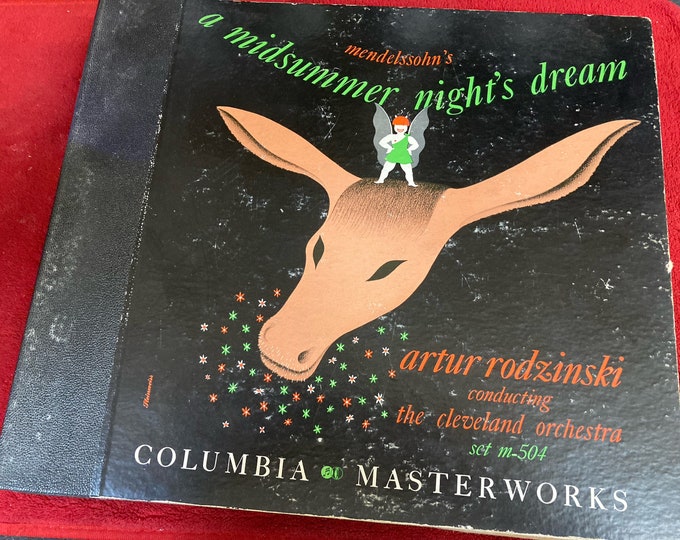 mendelssohn's
a midsummer night's dream
artur rodzinski
conducting
the cleveland orchestra
set m-504
COLUMBIA MASTERWORKS